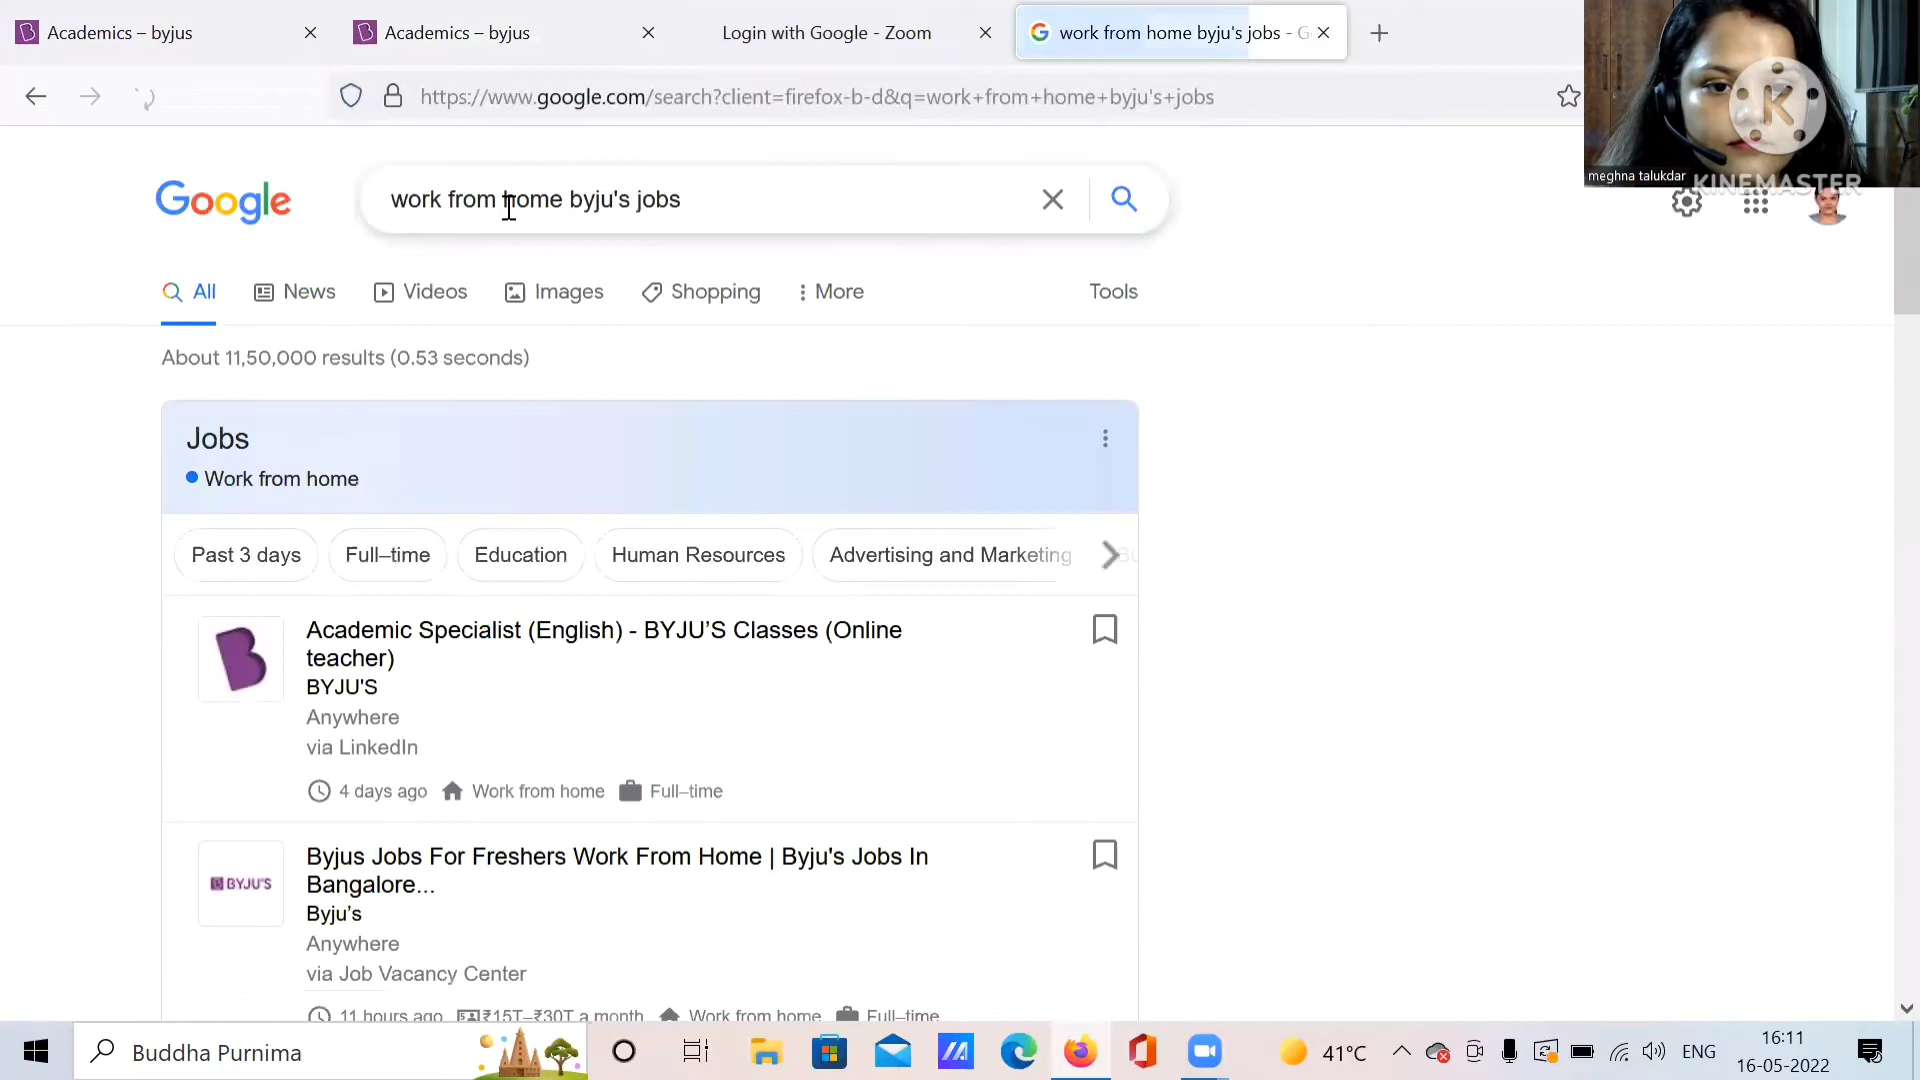 Academics – byjus
Academics – byjus
Login with Google - Zoom
work from home byju's jobs - G
https://www.google.com/search?client=firefox-b-d&q=work+from+home+byju's+jobs
meghna talukdar
K
KINEMASTER
Google
work from home byju's jobs
All
News
Videos
Images
Shopping
More
Tools
About 11,50,000 results (0.53 seconds)
Jobs
Work from home
Past 3 days
Full–time
Education
Human Resources
Advertising and Marketing
Bu
Academic Specialist (English) - BYJU’S Classes (Online
teacher)
BYJU'S
Anywhere
via LinkedIn
4 days ago
Work from home
Full–time
BYJU'S
Byjus Jobs For Freshers Work From Home | Byju's Jobs In
Bangalore...
Byju’s
Anywhere
via Job Vacancy Center
11 hours ago
₹15T–₹30T a month
Work from home
Full–time
Buddha Purnima
41°C
ENG
16:11
16-05-2022